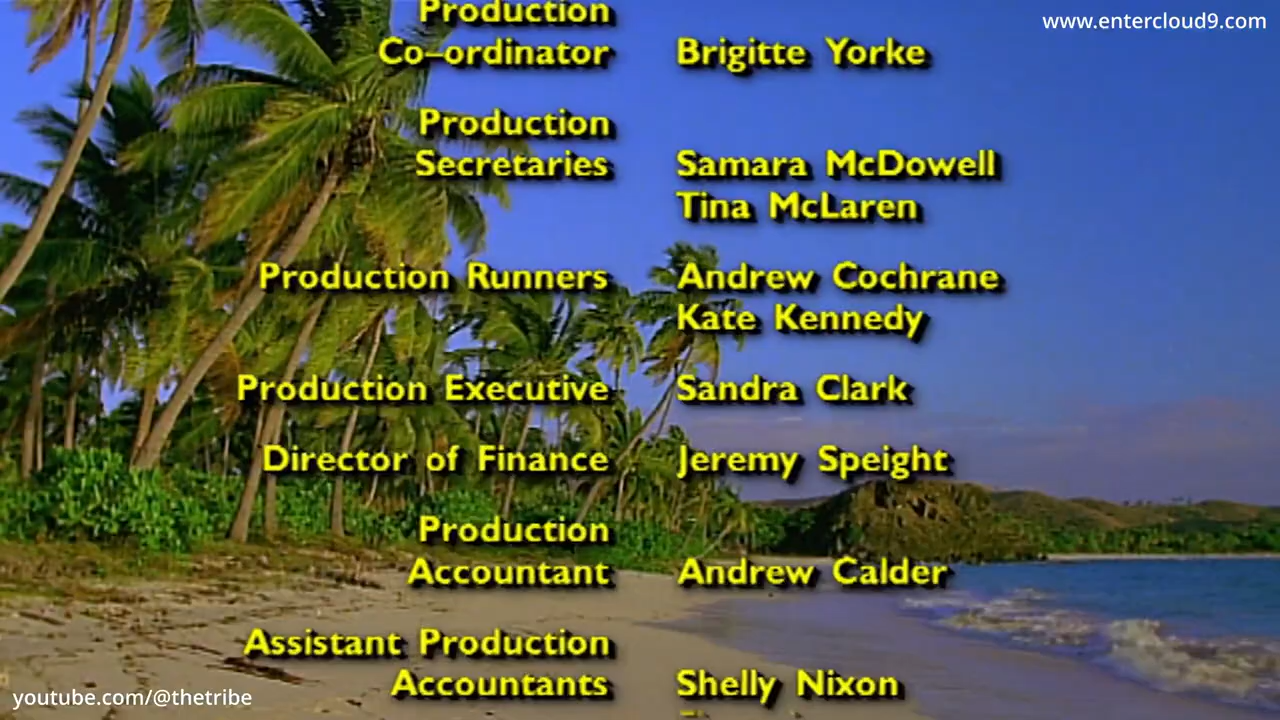 Production
www.entercloud9.com
Co–ordinator Brigitte Yorke
Production
Secretaries Samara McDowell
Tina McLaren
Production Runners Andrew Cochrane
Kate Kennedy
Production Executive Sandra Clark
Director of Finance Jeremy Speight
Production
Accountant Andrew Calder
Assistant Production
Accountants Shelly Nixon
youtube.com/@thetribe